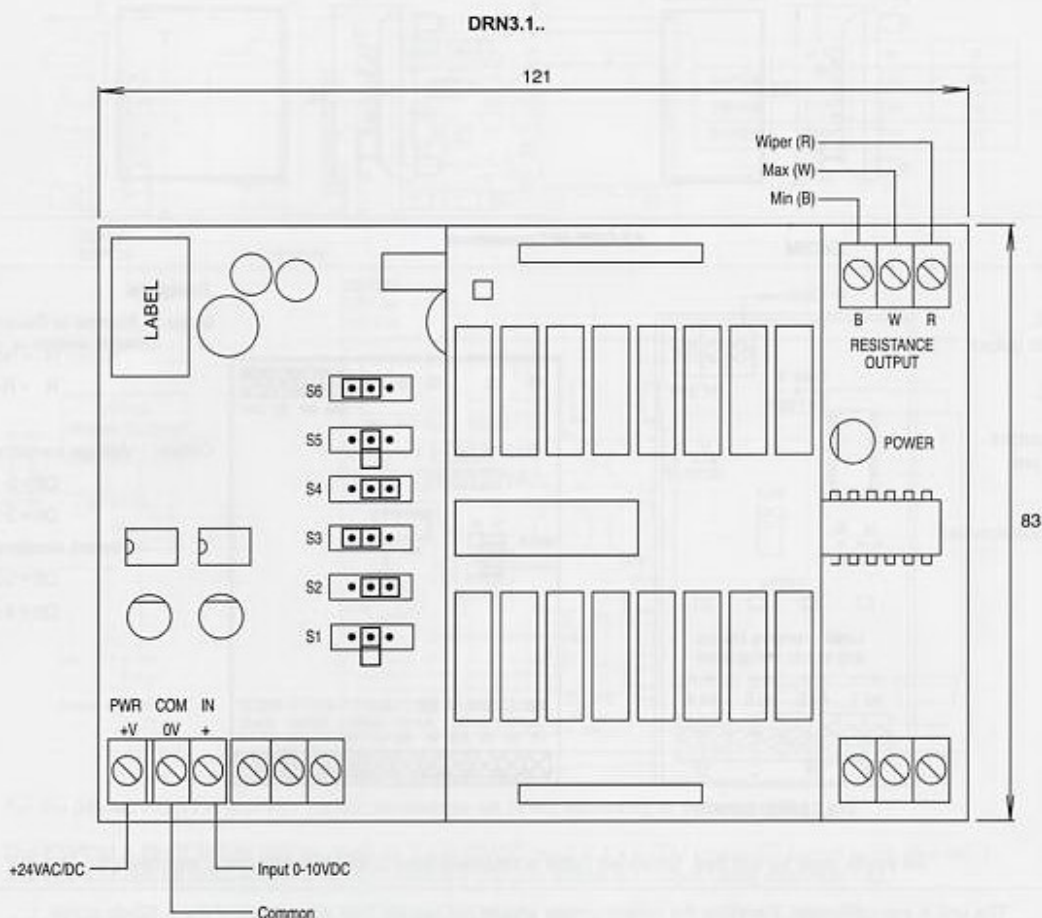 DRN3.1..
121
Wiper (R)
Max (W)
Min (B)
LABEL
B W R
RESISTANCE
OUTPUT
S6
S5
POWER
S4
83
S3
S2
S1
PWR COM IN
+V 0V +
+24VAC/DC
Input 0-10VDC
Common